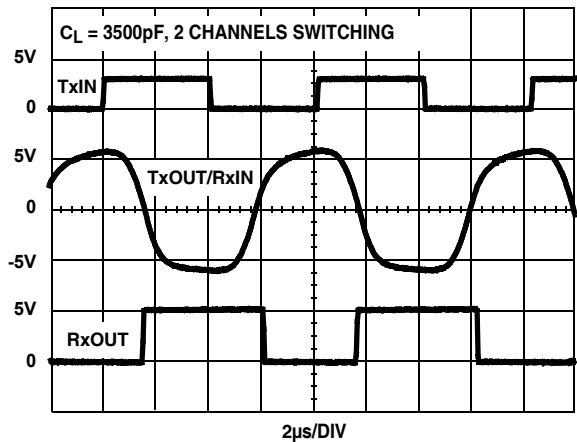 C_L = 3500pF, 2 CHANNELS SWITCHING
5V
TxIN
0
5V
TxOUT/RxIN
0
-5V
5V
RxOUT
0
2μs/DIV